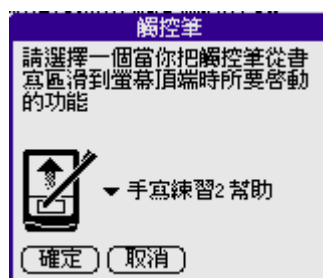 觸控筆
請選擇一個當你把觸控筆從書
寫區滑到螢幕頂端時所要啓動
的功能
手寫練習2 幫助
確定 取消